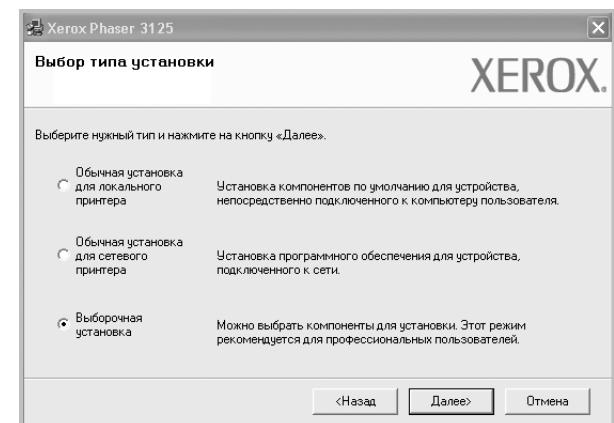 Xerox Phaser 3125
Выбор типа установки
XEROX.
Выберите нужный тип и нажмите на кнопку «Далее».
Обычная установка
для локального
принтера
Установка компонентов по умолчанию для устройства,
непосредственно подключенного к компьютеру пользователя.
Обычная установка
для сетевого
принтера
Установка программного обеспечения для устройства,
подключенного к сети.
Выборочная
установка
Можно выбрать компоненты для установки. Этот режим
рекомендуется для профессиональных пользователей.
<Назад
Далее>
Отмена